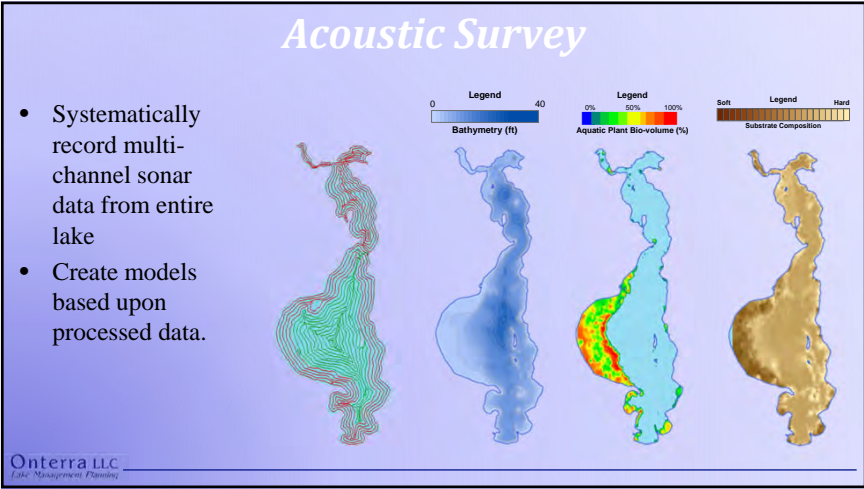 Acoustic Survey
• Systematically
record multi-
channel sonar
data from entire
lake
• Create models
based upon
processed data.
Legend
0 40
Bathymetry (ft)
Legend
0% 50% 100%
Aquatic Plant Bio-volume (%)
Soft Legend Hard
Substrate Composition
Onterra LLC
Lake Management Planning